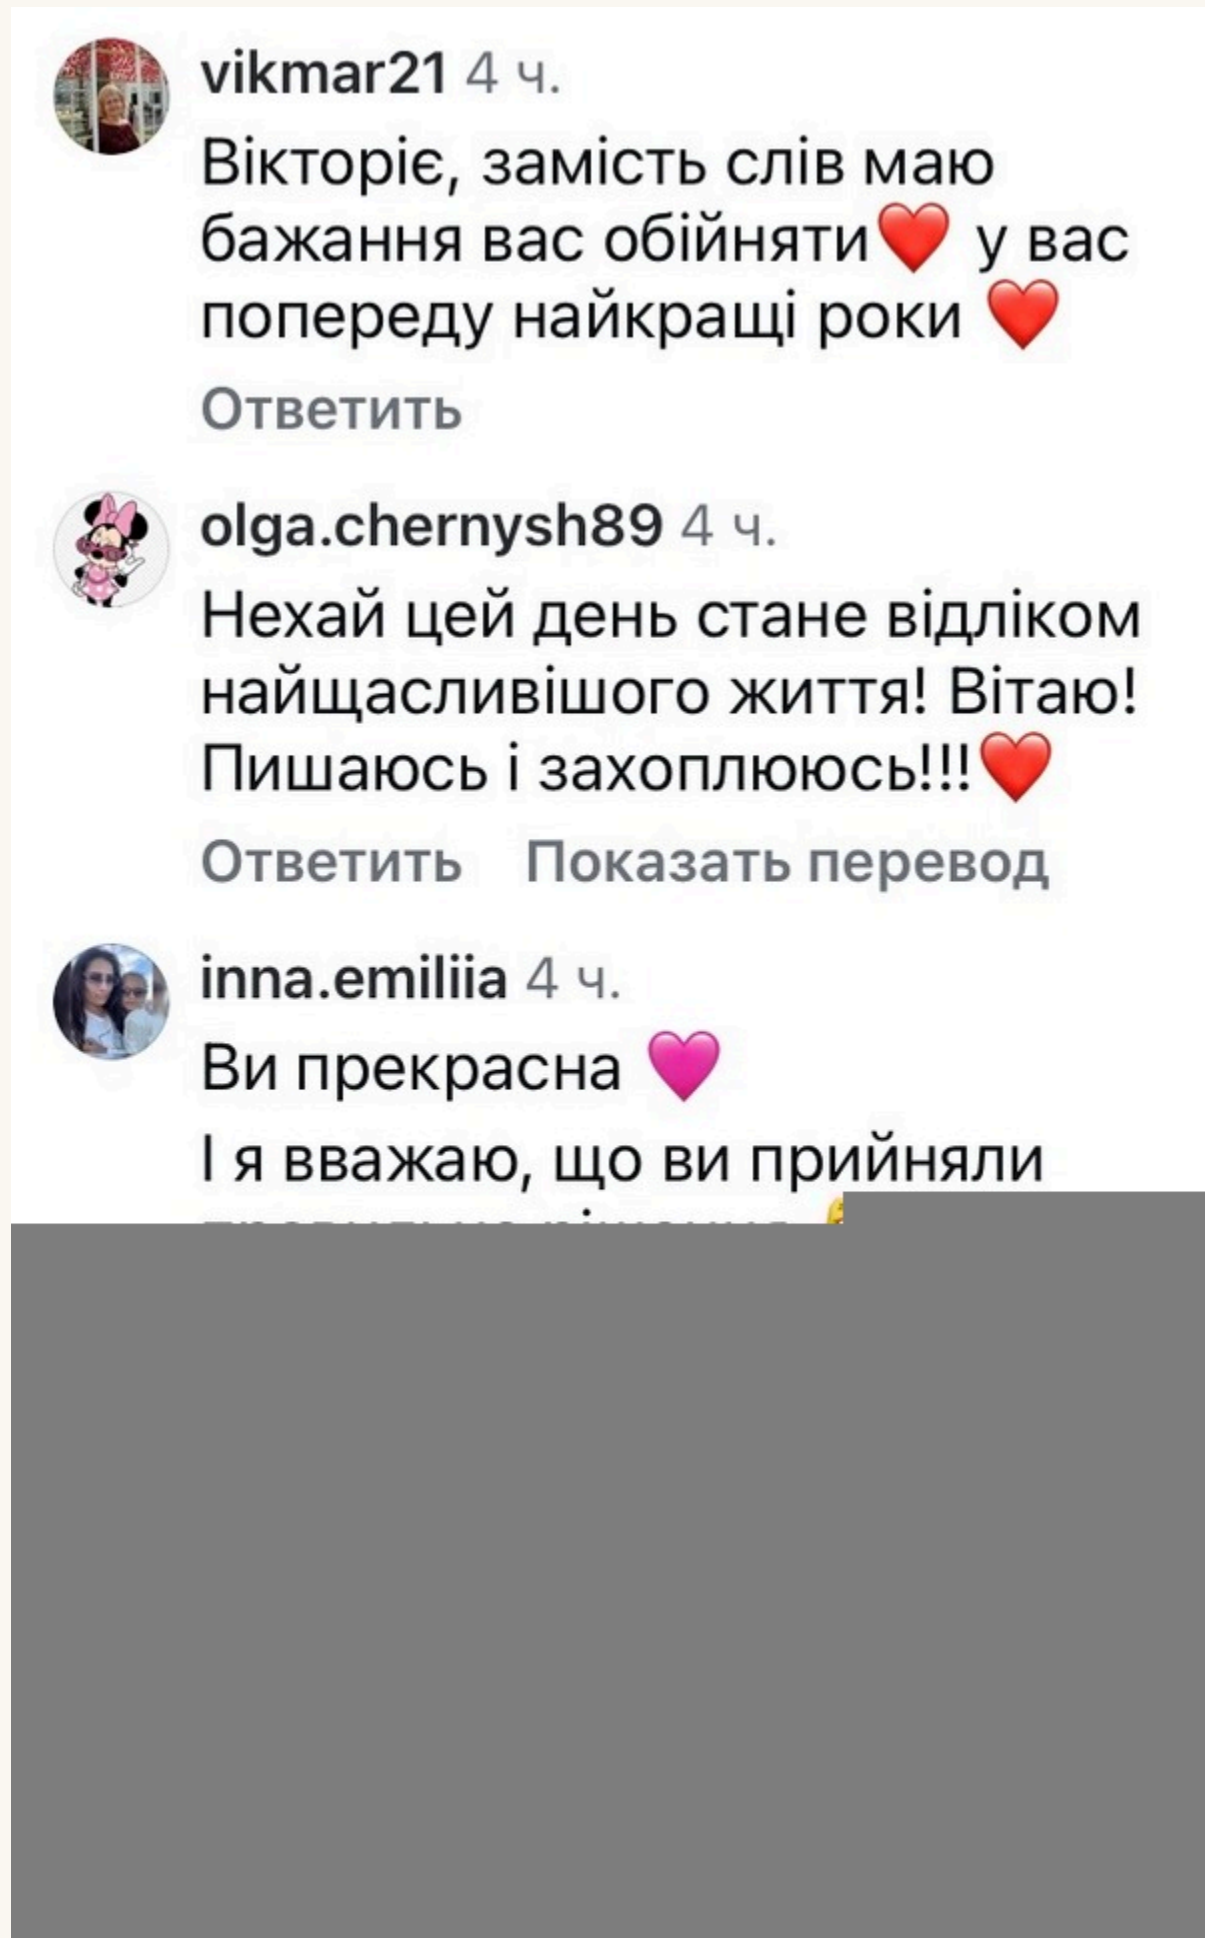 vikmar21 4 ч.
Вікторіє, замість слів маю
бажання вас обійняти❤️ у вас
попереду найкращі роки ❤️
Ответить
olga.chernysh89 4 ч.
Нехай цей день стане відліком
найщасливішого життя! Вітаю!
Пишаюсь і захоплююсь!!!❤️
Ответить Показать перевод
inna.emiliia 4 ч.
Ви прекрасна 🩷
І я вважаю, що ви прийняли